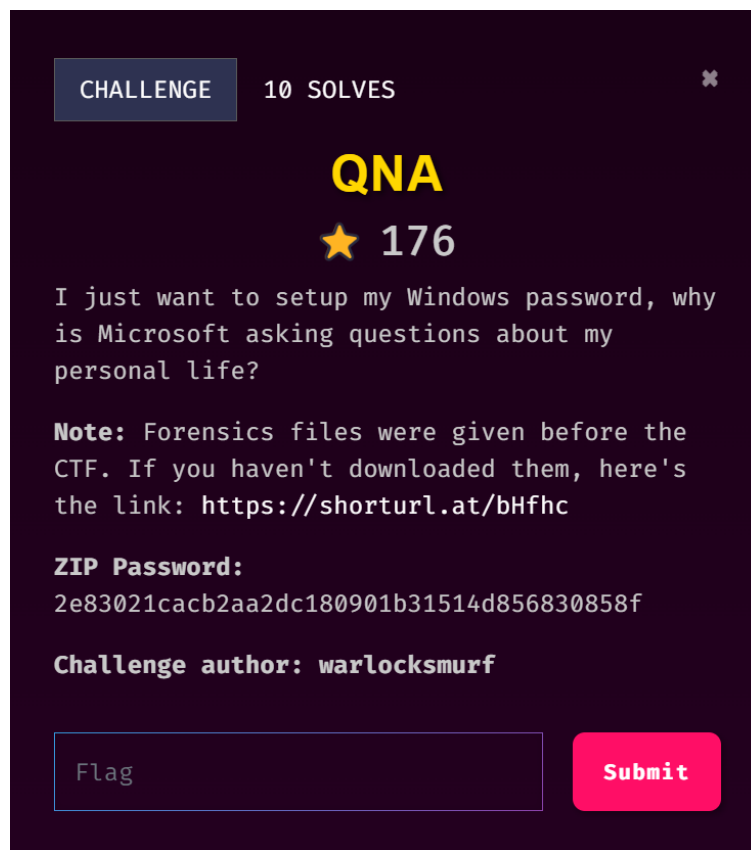 CHALLENGE 10 SOLVES ✖
QNA
⭐ 176
I just want to setup my Windows password, why
is Microsoft asking questions about my
personal life?
Note: Forensics files were given before the
CTF. If you haven't downloaded them, here's
the link: https://shorturl.at/bHfhc
ZIP Password:
2e83021cacb2aa2dc180901b31514d856830858f
Challenge author: warlocksmurf
Flag Submit